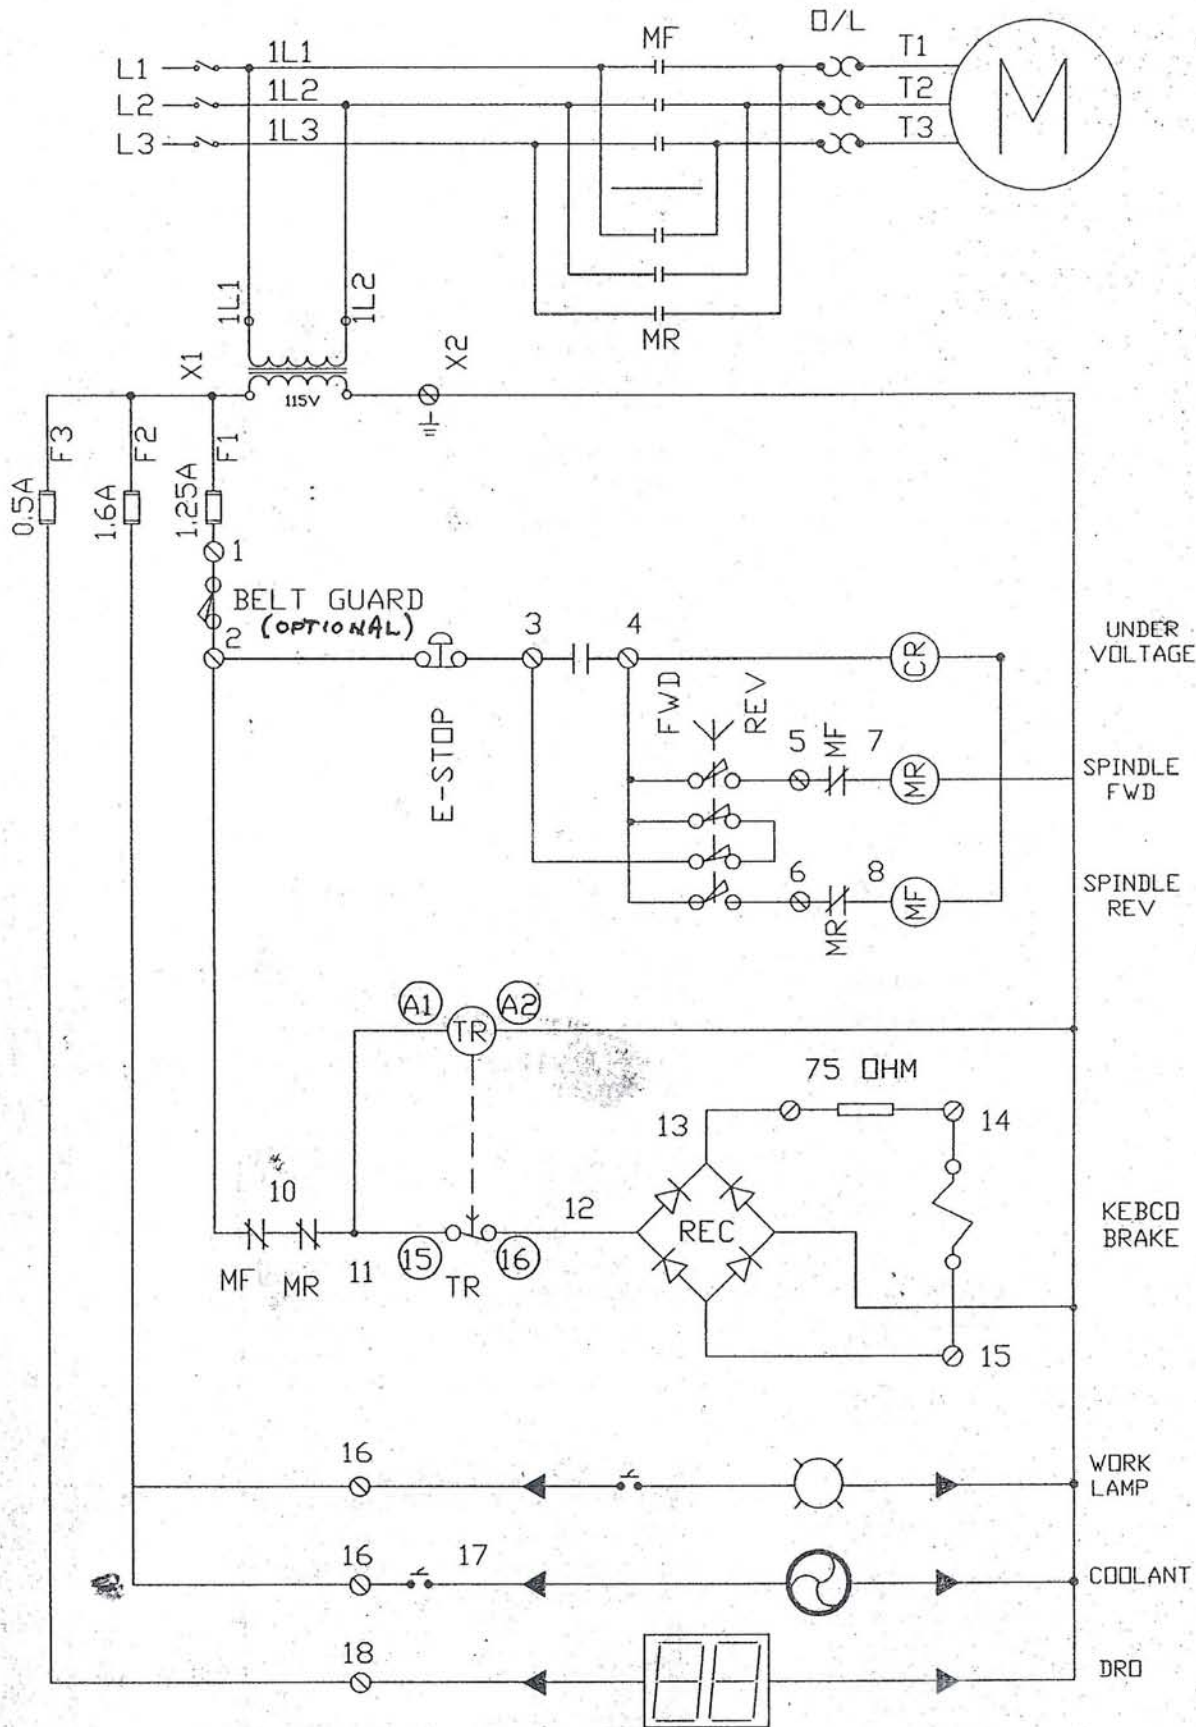 O/L
MF
T1
L1
1L1
M
L2
1L2
T2
L3
1L3
T3
1L1
1L2
MR
X1
X2
115V
F3
F2
F1
0.5A
1.6A
1.25A
1
BELT GUARD
(OPTIONAL)
2
3
4
E-STOP
CR
UNDER
VOLTAGE
FWD
REV
5
MF
7
MR
SPINDLE
FWD
6
MR
8
MF
SPINDLE
REV
A1
TR
A2
75 OHM
13
14
10
12
MF
MR
11
15
TR
16
REC
KEBCO
BRAKE
15
16
WORK
LAMP
16
17
COOLANT
18
DRO